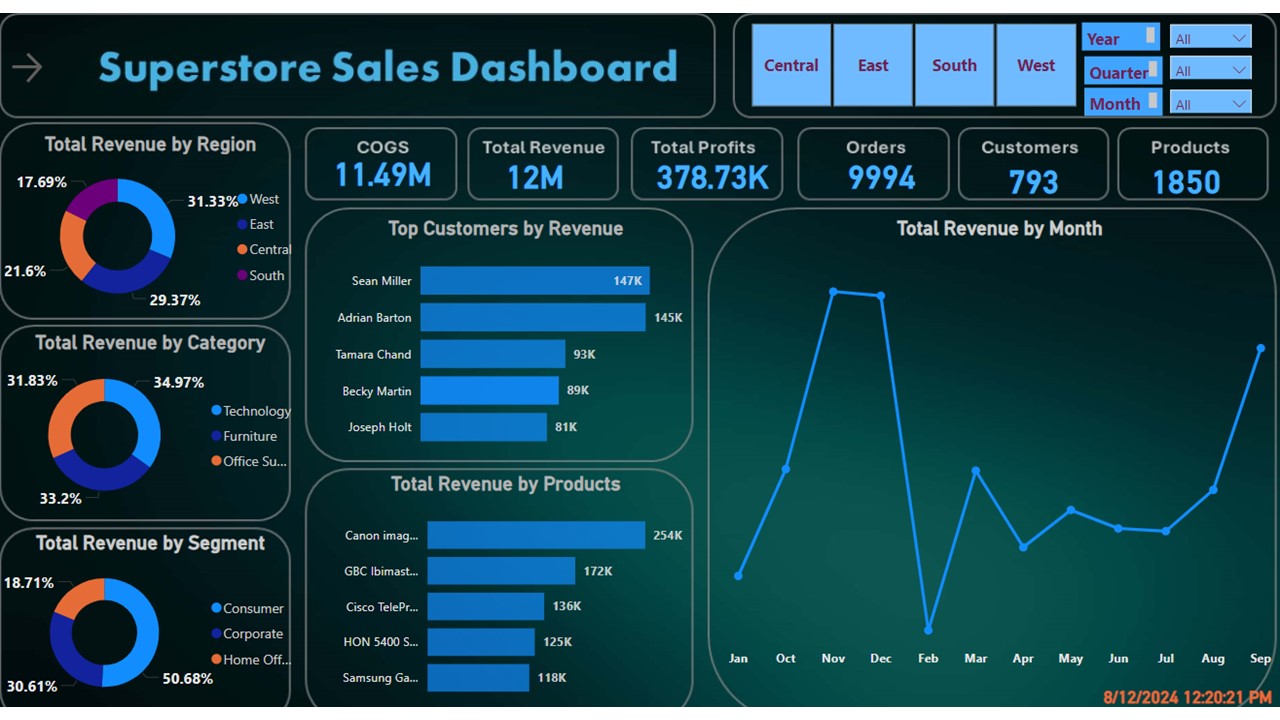 Superstore Sales Dashboard
Central
East
South
West
Year
All
Quarter
All
Month
All
Total Revenue by Region
17.69%
31.33%
21.6%
29.37%
West
East
Central
South
COGS
11.49M
Total Revenue
12M
Total Profits
378.73K
Orders
9994
Customers
793
Products
1850
Total Revenue by Category
31.83%
34.97%
33.2%
Technology
Furniture
Office Su...
Total Revenue by Segment
18.71%
30.61%
50.68%
Consumer
Corporate
Home Off...
Top Customers by Revenue
Sean Miller 147K
Adrian Barton 145K
Tamara Chand 93K
Becky Martin 89K
Joseph Holt 81K
Total Revenue by Products
Canon imag... 254K
GBC Ibimast... 172K
Cisco TelePr... 136K
HON 5400 S... 125K
Samsung Ga... 118K
Total Revenue by Month
Jan Oct Nov Dec Feb Mar Apr May Jun Jul Aug Sep
8/12/2024 12:20:21 PM